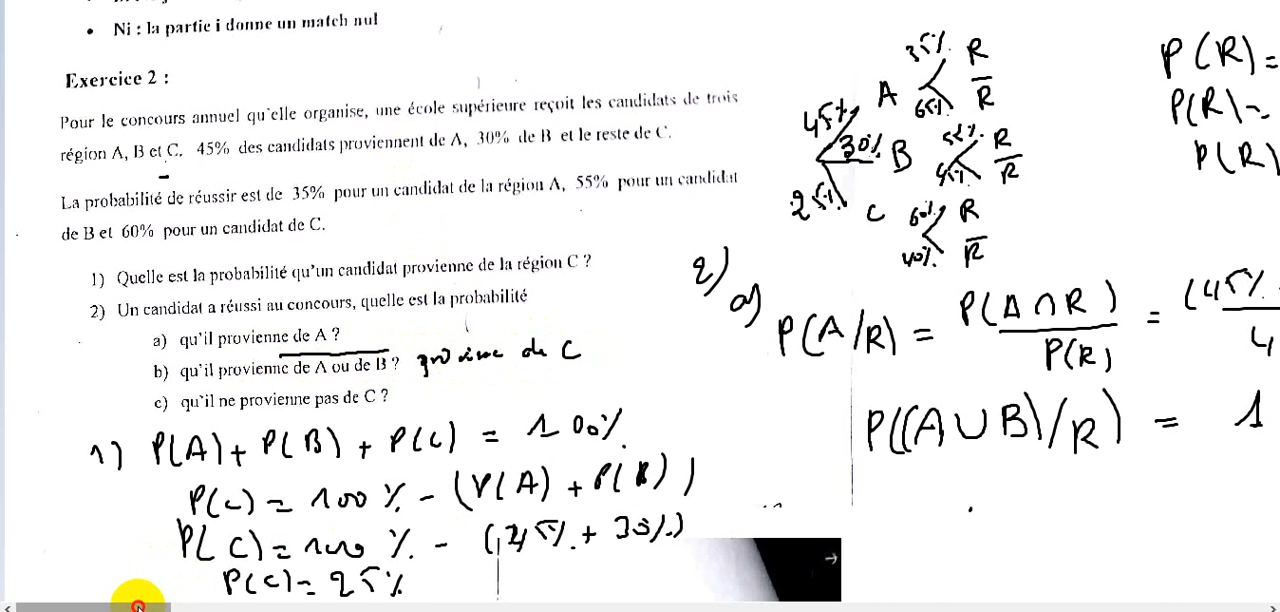 • Ni : la partie i donne un match nul
Exercice 2 :
Pour le concours annuel qu'elle organise, une école supérieure reçoit les candidats de trois
région A, B et C. 45% des candidats proviennent de A, 30% de B et le reste de C.
La probabilité de réussir est de 35% pour un candidat de la région A, 55% pour un candidat
de B et 60% pour un candidat de C.
1) Quelle est la probabilité qu'un candidat provienne de la région C ?
2) Un candidat a réussi au concours, quelle est la probabilité
a) qu'il provienne de A ?
b) qu'il provienne de A ou de B ? de C
c) qu'il ne provienne pas de C ?
1) P(A) + P(B) + P(C) = 100%
P(C) = 100% - (P(A) + P(B))
P(C) = 100% - (45% + 30%)
P(C) = 25%
35% R
45% A
65% R̅
30% B
R
R̅
25% C
60% R
40% R̅
P(R) =
P(R) =
P(R)
2) a)
P(A/R) = P(A∩R) / P(R) = (45%
4
P((A∪B)/R) = 1